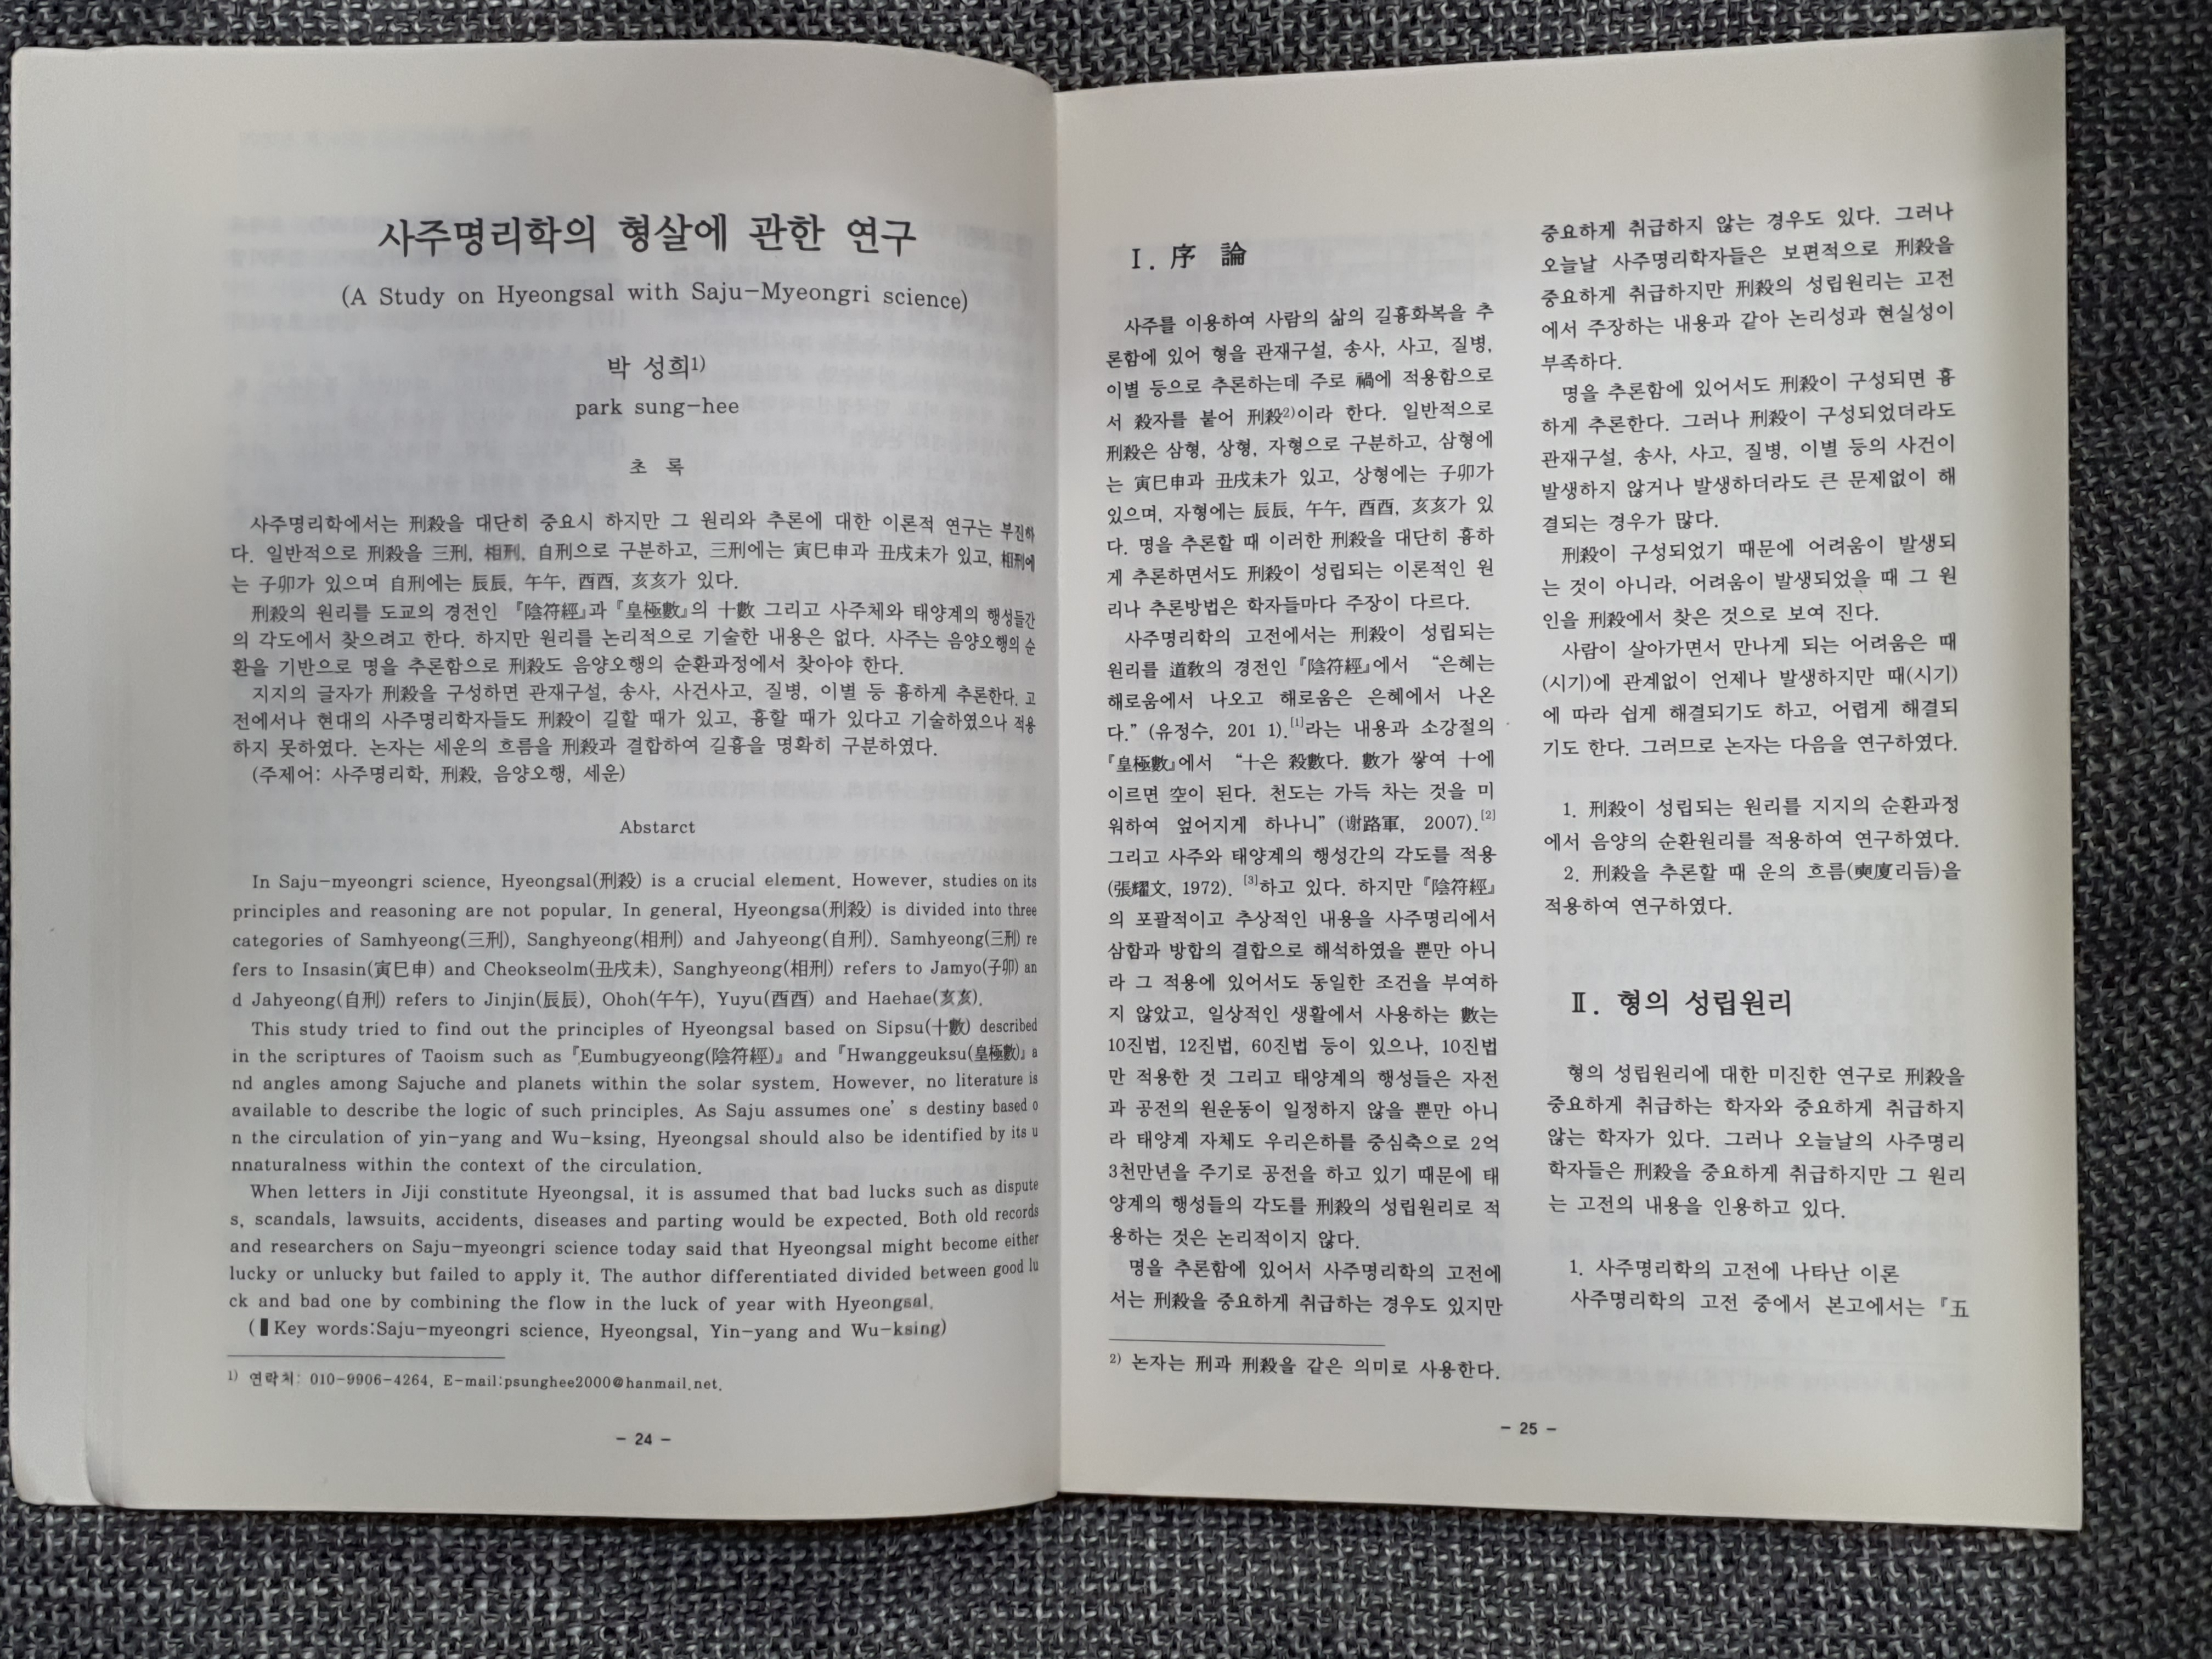 사주명리학의 형살에 관한 연구
(A Study on Hyeongsal with Saju-Myeongri science)
박 성희1)
park sung-hee
초 록
사주명리학에서는 刑殺을 대단히 중요시 하지만 그 원리와 추론에 대한 이론적 연구는 부진하
다. 일반적으로 刑殺을 三刑, 相刑, 自刑으로 구분하고, 三刑에는 寅巳申과 丑戌未가 있고, 相刑에
는 子卯가 있으며 自刑에는 辰辰, 午午, 酉酉, 亥亥가 있다.
刑殺의 원리를 도교의 경전인 『陰符經』과 『皇極數』의 十數 그리고 사주체와 태양계의 행성들간
의 각도에서 찾으려고 한다. 하지만 원리를 논리적으로 기술한 내용은 없다. 사주는 음양오행의 순
환을 기반으로 명을 추론함으로 刑殺도 음양오행의 순환과정에서 찾아야 한다.
지지의 글자가 刑殺을 구성하면 관재구설, 송사, 사건사고, 질병, 이별 등 흉하게 추론한다. 고
전에서나 현대의 사주명리학자들도 刑殺이 길할 때가 있고, 흉할 때가 있다고 기술하였으나 적용
하지 못하였다. 논자는 세운의 흐름을 刑殺과 결합하여 길흉을 명확히 구분하였다.
(주제어: 사주명리학, 刑殺, 음양오행, 세운)
Abstarct
In Saju-myeongri science, Hyeongsal(刑殺) is a crucial element. However, studies on its
principles and reasoning are not popular. In general, Hyeongsa(刑殺) is divided into three
categories of Samhyeong(三刑), Sanghyeong(相刑) and Jahyeong(自刑). Samhyeong(三刑) re
fers to Insasin(寅巳申) and Cheokseolm(丑戌未), Sanghyeong(相刑) refers to Jamyo(子卯) an
d Jahyeong(自刑) refers to Jinjin(辰辰), Ohoh(午午), Yuyu(酉酉) and Haehae(亥亥).
This study tried to find out the principles of Hyeongsal based on Sipsu(十數) described
in the scriptures of Taoism such as 『Eumbugyeong(陰符經)』 and 『Hwanggeuksu(皇極數)』 a
nd angles among Sajuche and planets within the solar system. However, no literature is
available to describe the logic of such principles. As Saju assumes one's destiny based o
n the circulation of yin-yang and Wu-ksing, Hyeongsal should also be identified by its u
nnaturalness within the context of the circulation.
When letters in Jiji constitute Hyeongsal, it is assumed that bad lucks such as dispute
s, scandals, lawsuits, accidents, diseases and parting would be expected. Both old records
and researchers on Saju-myeongri science today said that Hyeongsal might become either
lucky or unlucky but failed to apply it. The author differentiated divided between good lu
ck and bad one by combining the flow in the luck of year with Hyeongsal.
(▐ Key words:Saju-myeongri science, Hyeongsal, Yin-yang and Wu-ksing)
1) 연락처: 010-9906-4264, E-mail:psunghee2000@hanmail.net.
- 24 -
Ⅰ. 序 論
사주를 이용하여 사람의 삶의 길흉화복을 추
론함에 있어 형을 관재구설, 송사, 사고, 질병,
이별 등으로 추론하는데 주로 禍에 적용함으로
서 殺자를 붙어 刑殺2)이라 한다. 일반적으로
刑殺은 삼형, 상형, 자형으로 구분하고, 삼형에
는 寅巳申과 丑戌未가 있고, 상형에는 子卯가
있으며, 자형에는 辰辰, 午午, 酉酉, 亥亥가 있
다. 명을 추론할 때 이러한 刑殺을 대단히 흉하
게 추론하면서도 刑殺이 성립되는 이론적인 원
리나 추론방법은 학자들마다 주장이 다르다.
사주명리학의 고전에서는 刑殺이 성립되는
원리를 道敎의 경전인 『陰符經』에서 “은혜는
해로움에서 나오고 해로움은 은혜에서 나온
다.” (유정수, 201 1).[1]라는 내용과 소강절의
『皇極數』에서 “十은 殺數다. 數가 쌓여 十에
이르면 空이 된다. 천도는 가득 차는 것을 미
워하여 엎어지게 하나니” (谢路軍, 2007).[2]
그리고 사주와 태양계의 행성간의 각도를 적용
(張耀文, 1972). [3]하고 있다. 하지만 『陰符經』
의 포괄적이고 추상적인 내용을 사주명리에서
삼합과 방합의 결합으로 해석하였을 뿐만 아니
라 그 적용에 있어서도 동일한 조건을 부여하
지 않았고, 일상적인 생활에서 사용하는 數는
10진법, 12진법, 60진법 등이 있으나, 10진법
만 적용한 것 그리고 태양계의 행성들은 자전
과 공전의 원운동이 일정하지 않을 뿐만 아니
라 태양계 자체도 우리은하를 중심축으로 2억
3천만년을 주기로 공전을 하고 있기 때문에 태
양계의 행성들의 각도를 刑殺의 성립원리로 적
용하는 것은 논리적이지 않다.
명을 추론함에 있어서 사주명리학의 고전에
서는 刑殺을 중요하게 취급하는 경우도 있지만
2) 논자는 刑과 刑殺을 같은 의미로 사용한다.
중요하게 취급하지 않는 경우도 있다. 그러나
오늘날 사주명리학자들은 보편적으로 刑殺을
중요하게 취급하지만 刑殺의 성립원리는 고전
에서 주장하는 내용과 같아 논리성과 현실성이
부족하다.
명을 추론함에 있어서도 刑殺이 구성되면 흉
하게 추론한다. 그러나 刑殺이 구성되었더라도
관재구설, 송사, 사고, 질병, 이별 등의 사건이
발생하지 않거나 발생하더라도 큰 문제없이 해
결되는 경우가 많다.
刑殺이 구성되었기 때문에 어려움이 발생되
는 것이 아니라, 어려움이 발생되었을 때 그 원
인을 刑殺에서 찾은 것으로 보여 진다.
사람이 살아가면서 만나게 되는 어려움은 때
(시기)에 관계없이 언제나 발생하지만 때(시기)
에 따라 쉽게 해결되기도 하고, 어렵게 해결되
기도 한다. 그러므로 논자는 다음을 연구하였다.
1. 刑殺이 성립되는 원리를 지지의 순환과정
에서 음양의 순환원리를 적용하여 연구하였다.
2. 刑殺을 추론할 때 운의 흐름(奭廈리듬)을
적용하여 연구하였다.
Ⅱ. 형의 성립원리
형의 성립원리에 대한 미진한 연구로 刑殺을
중요하게 취급하는 학자와 중요하게 취급하지
않는 학자가 있다. 그러나 오늘날의 사주명리
학자들은 刑殺을 중요하게 취급하지만 그 원리
는 고전의 내용을 인용하고 있다.
1. 사주명리학의 고전에 나타난 이론
사주명리학의 고전 중에서 본고에서는 『五
- 25 -